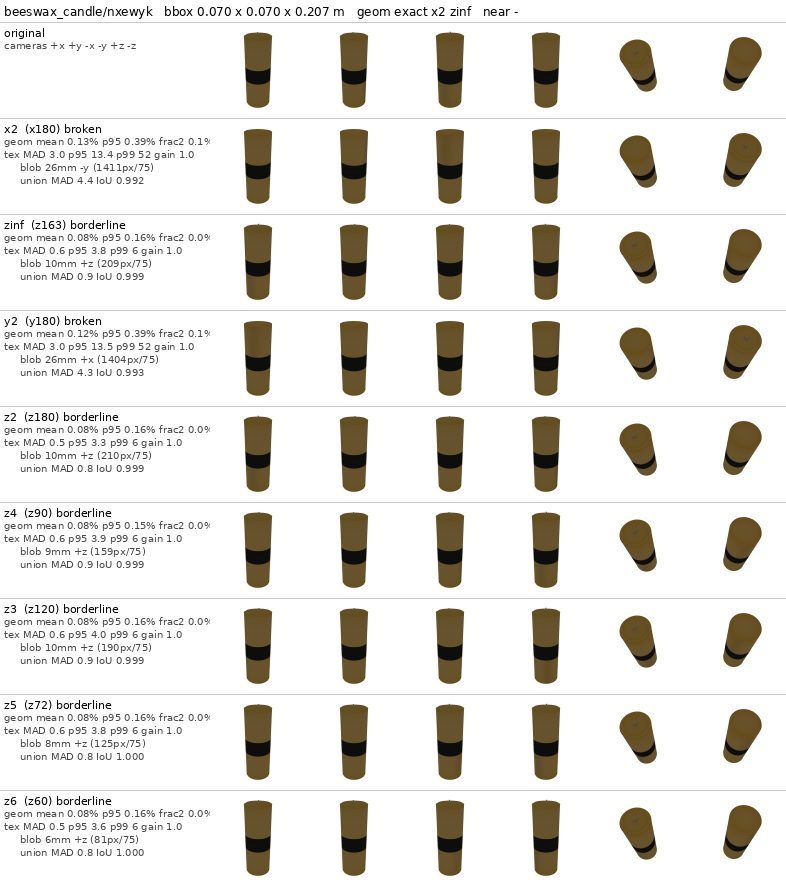 beeswax_candle/nxewyk bbox 0.070 x 0.070 x 0.207 m geom exact x2 zinf near -
original
cameras +x +y -x -y +z -z
x2 (x180) broken
geom mean 0.13% p95 0.39% frac2 0.1%
tex MAD 3.0 p95 13.4 p99 52 gain 1.0
blob 26mm -y (1411px/75)
union MAD 4.4 IoU 0.992
zinf (z163) borderline
geom mean 0.08% p95 0.16% frac2 0.0%
tex MAD 0.6 p95 3.8 p99 6 gain 1.0
blob 10mm +z (209px/75)
union MAD 0.9 IoU 0.999
y2 (y180) broken
geom mean 0.12% p95 0.39% frac2 0.1%
tex MAD 3.0 p95 13.5 p99 52 gain 1.0
blob 26mm +x (1404px/75)
union MAD 4.3 IoU 0.993
z2 (z180) borderline
geom mean 0.08% p95 0.16% frac2 0.0%
tex MAD 0.5 p95 3.3 p99 6 gain 1.0
blob 10mm +z (210px/75)
union MAD 0.8 IoU 0.999
z4 (z90) borderline
geom mean 0.08% p95 0.15% frac2 0.0%
tex MAD 0.6 p95 3.9 p99 6 gain 1.0
blob 9mm +z (159px/75)
union MAD 0.9 IoU 0.999
z3 (z120) borderline
geom mean 0.08% p95 0.16% frac2 0.0%
tex MAD 0.6 p95 4.0 p99 6 gain 1.0
blob 10mm +z (190px/75)
union MAD 0.9 IoU 0.999
z5 (z72) borderline
geom mean 0.08% p95 0.16% frac2 0.0%
tex MAD 0.6 p95 3.8 p99 6 gain 1.0
blob 8mm +z (125px/75)
union MAD 0.8 IoU 1.000
z6 (z60) borderline
geom mean 0.08% p95 0.16% frac2 0.0%
tex MAD 0.5 p95 3.6 p99 6 gain 1.0
blob 6mm +z (81px/75)
union MAD 0.8 IoU 1.000